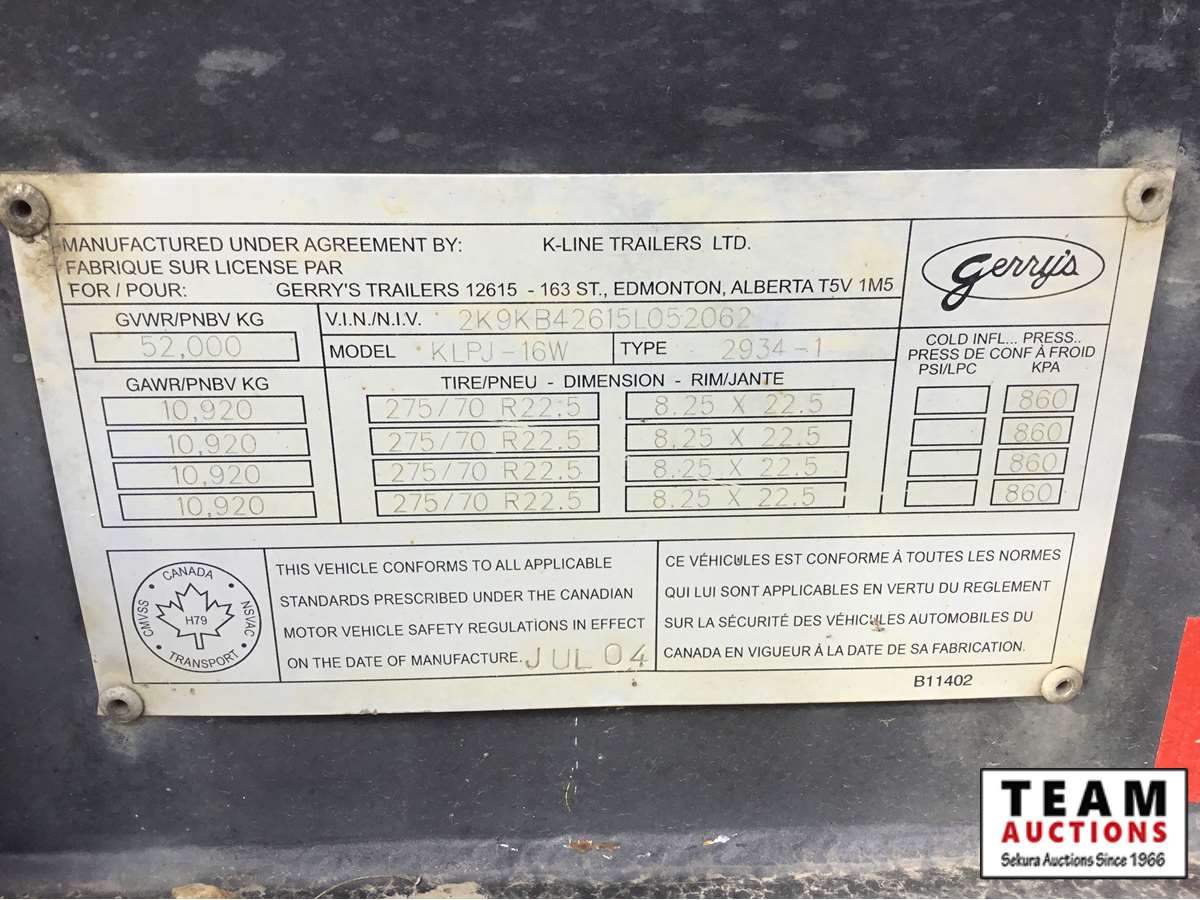 MANUFACTURED UNDER AGREEMENT BY: K-LINE TRAILERS LTD.
FABRIQUE SUR LICENSE PAR
FOR / POUR: GERRY'S TRAILERS 12615 - 163 ST., EDMONTON, ALBERTA T5V 1M5
Gerry's
GVWR/PNBV KG
52,000
V.I.N./N.I.V. 2K9KB42615L052062
MODEL KLPJ-16W TYPE 2934-1
COLD INFL... PRESS..
PRESS DE CONF À FROID
PSI/LPC KPA
GAWR/PNBV KG TIRE/PNEU - DIMENSION - RIM/JANTE
10,920 275/70 R22.5 8.25 X 22.5 860
10,920 275/70 R22.5 8.25 X 22.5 860
10,920 275/70 R22.5 8.25 X 22.5 860
10,920 275/70 R22.5 8.25 X 22.5 860
CANADA
CMVSS
NSVAC
H79
TRANSPORT
THIS VEHICLE CONFORMS TO ALL APPLICABLE
STANDARDS PRESCRIBED UNDER THE CANADIAN
MOTOR VEHICLE SAFETY REGULATIONS IN EFFECT
ON THE DATE OF MANUFACTURE. JUL 04
CE VÉHICULES EST CONFORME À TOUTES LES NORMES
QUI LUI SONT APPLICABLES EN VERTU DU REGLEMENT
SUR LA SÉCURITÉ DES VÉHICULES AUTOMOBILES DU
CANADA EN VIGUEUR À LA DATE DE SA FABRICATION.
B11402
TEAM
AUCTIONS
Sekura Auctions Since 1966